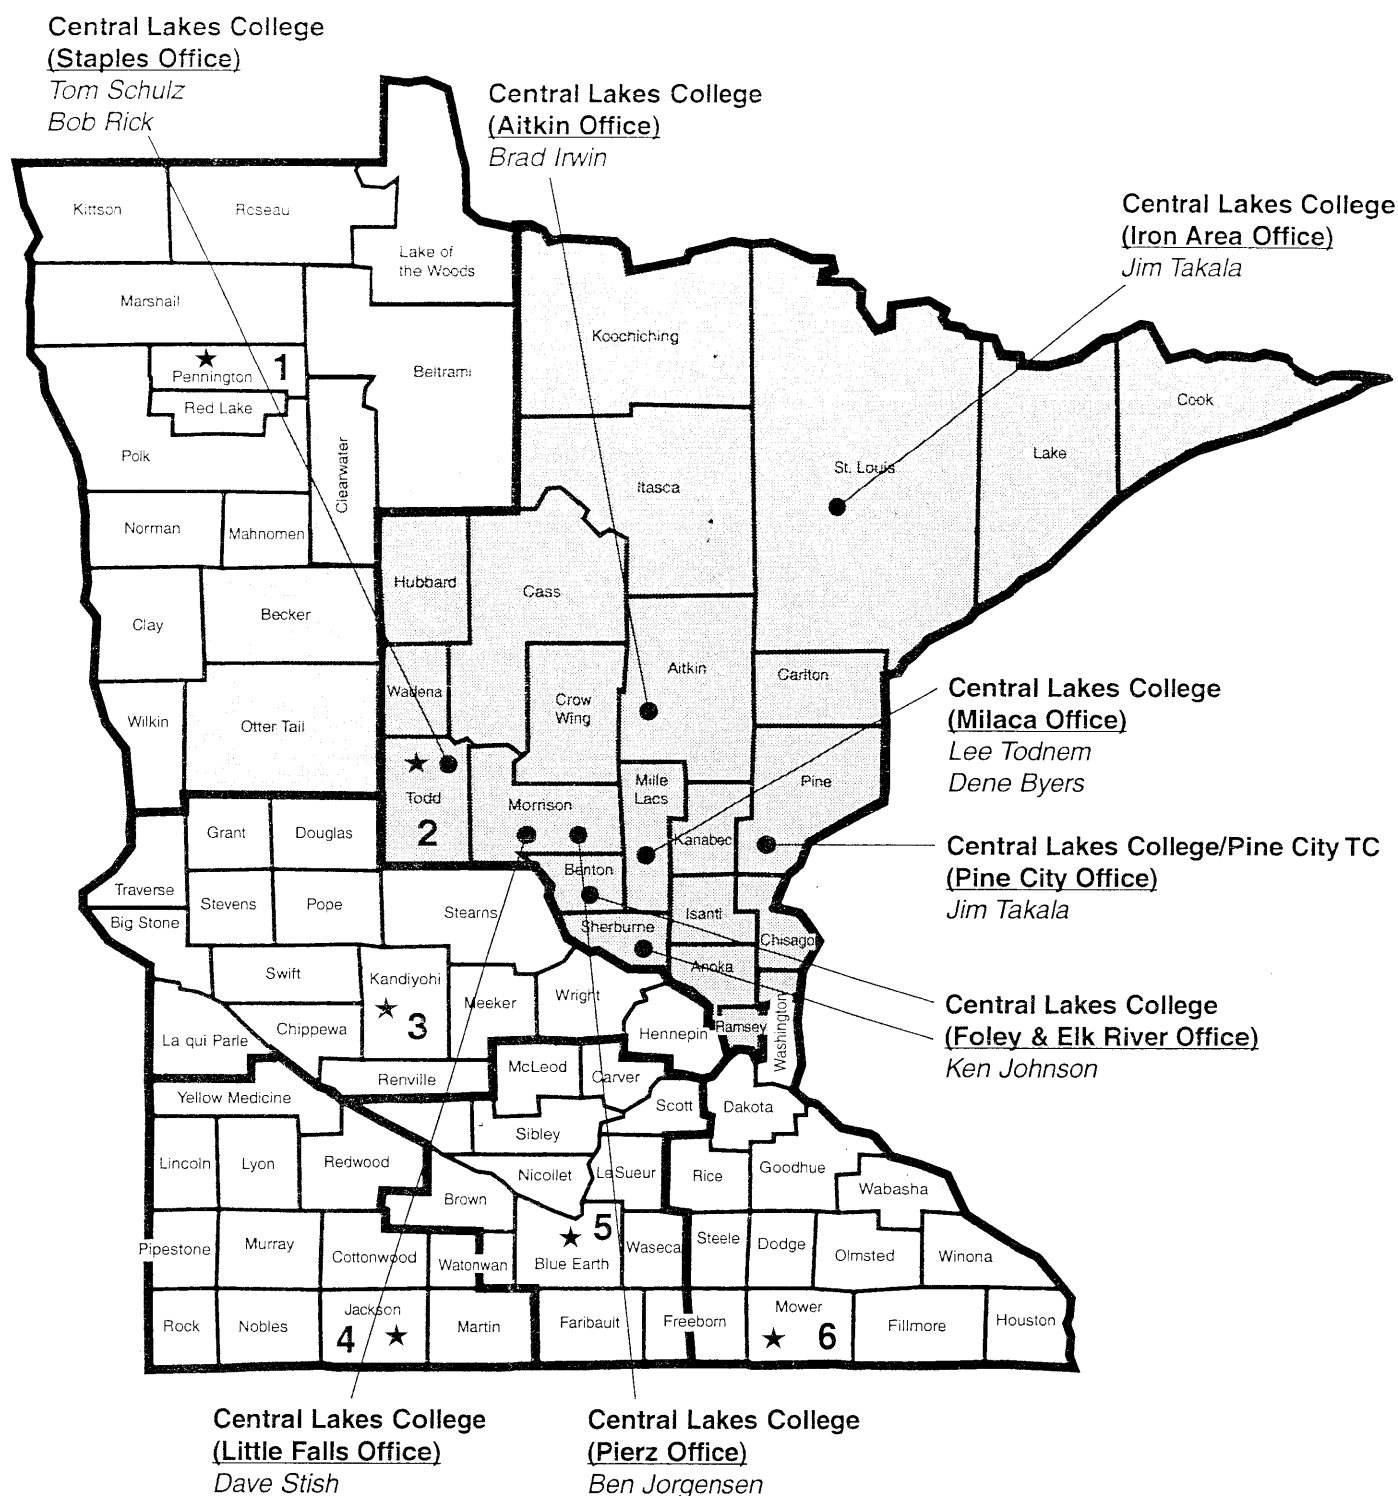 Central Lakes College
(Staples Office)
Tom Schulz
Bob Rick
Central Lakes College
(Aitkin Office)
Brad Irwin
Central Lakes College
(Iron Area Office)
Jim Takala
Kittson
Roseau
Lake of
the Woods
Marshall
Koochiching
Pennington
1
Beltrami
Red Lake
Cook
Polk
Clearwater
Lake
St. Louis
Itasca
Norman
Mahnomen
Hubbard
Cass
Clay
Becker
Aitkin
Carlton
Wadena
Crow
Wing
Wilkin
Otter Tail
Central Lakes College
(Milaca Office)
Lee Todnem
Dene Byers
Mille
Lacs
Pine
Todd
2
Morrison
Grant
Douglas
Kanabec
Central Lakes College/Pine City TC
(Pine City Office)
Jim Takala
Benton
Traverse
Stevens
Pope
Stearns
Isanti
Big Stone
Sherburne
Chisago
Swift
Kandiyohi
3
Anoka
Meeker
Wright
Central Lakes College
(Foley & Elk River Office)
Ken Johnson
La qui Parle
Chippewa
Hennepin
Ramsey
Washington
Renville
McLeod
Carver
Yellow Medicine
Scott
Dakota
Sibley
Lincoln
Lyon
Redwood
Nicollet
LeSueur
Rice
Goodhue
Brown
Wabasha
Pipestone
Murray
Cottonwood
Watonwan
5
Blue Earth
Waseca
Steele
Dodge
Olmsted
Winona
Rock
Nobles
Jackson
4
Martin
Faribault
Freeborn
Mower
6
Fillmore
Houston
Central Lakes College
(Little Falls Office)
Dave Stish
Central Lakes College
(Pierz Office)
Ben Jorgensen